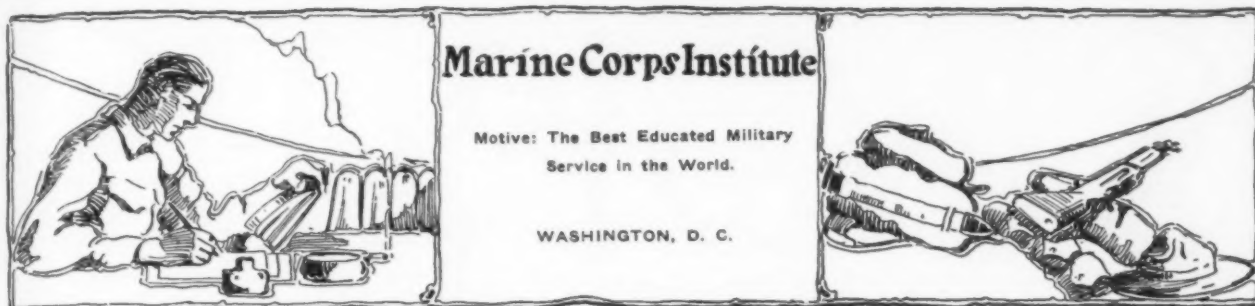 Marine Corps Institute
Motive: The Best Educated Military
Service in the World.
WASHINGTON, D. C.